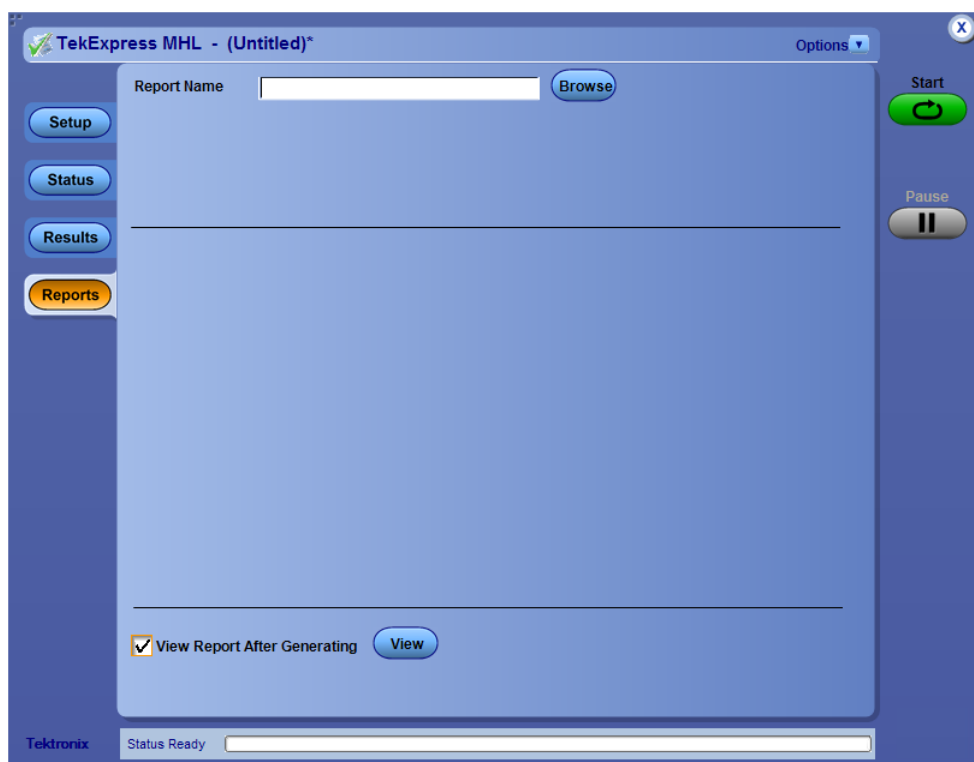 TekExpress MHL - (Untitled)*
Options
X
Report Name
Browse
Start
Setup
Status
Pause
Results
Reports
View Report After Generating
View
Tektronix
Status Ready